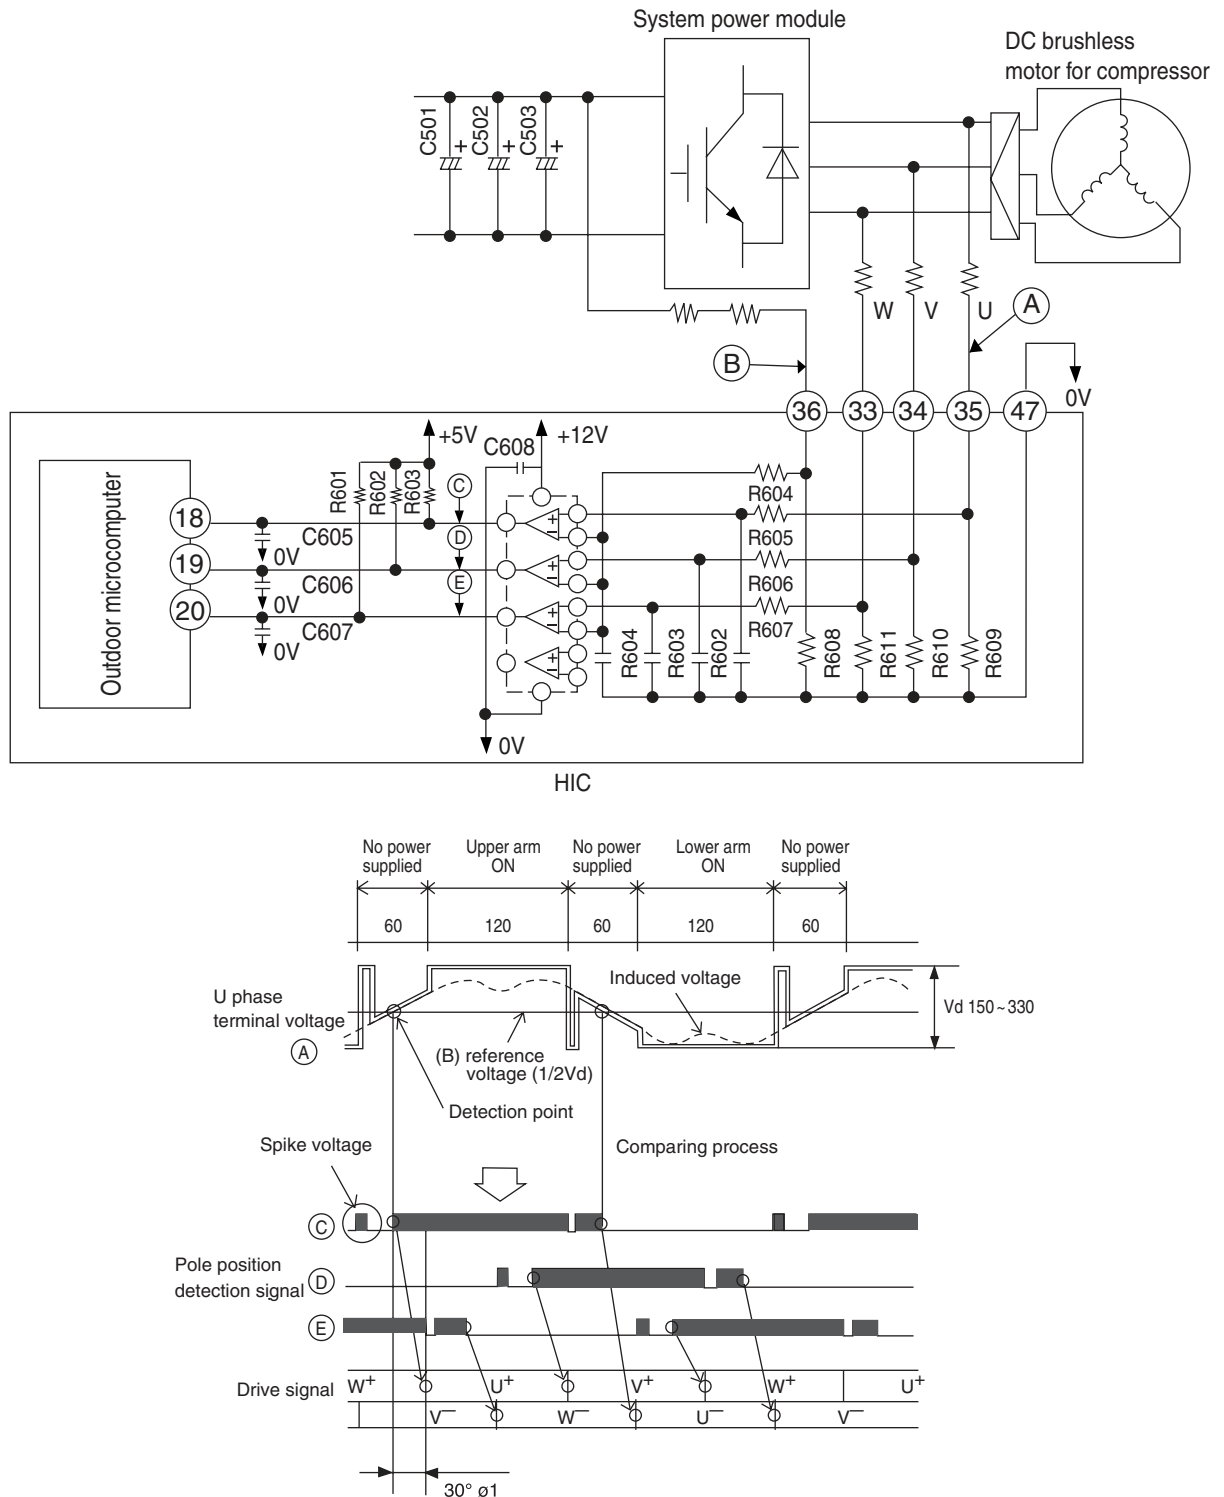 System power module
DC brushless
motor for compressor
C501
C502
C503
+
+
+
W
V
U
A
B
36
33
34
35
47
0V
+5V
C608
+12V
R601
R602
R603
C
D
E
Outdoor microcomputer
18
19
20
C605
0V
C606
0V
C607
0V
R604
R605
R606
R607
R604
R603
R602
R608
R611
R610
R609
0V
HIC
No power
supplied
Upper arm
ON
No power
supplied
Lower arm
ON
No power
supplied
60
120
60
120
60
U phase
terminal voltage
A
Induced voltage
Vd 150~330
(B) reference
voltage (1/2Vd)
Detection point
Spike voltage
Comparing process
C
Pole position
detection signal
D
E
Drive signal
W+
U+
V+
W+
U+
V—
W—
U—
V—
30° ø1